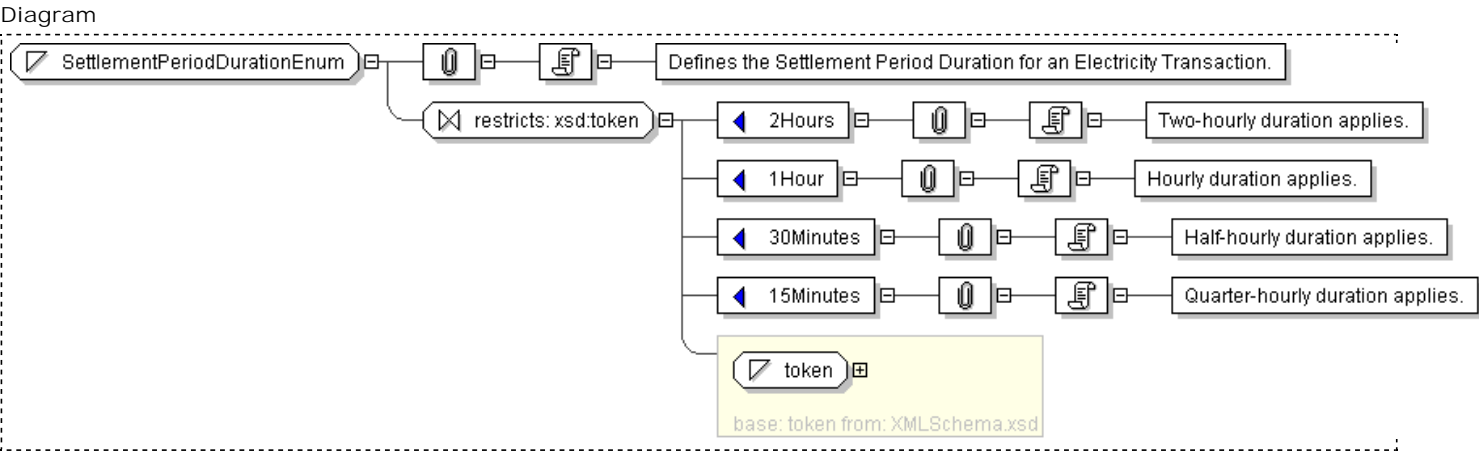 Diagram
SettlementPeriodDurationEnum
Defines the Settlement Period Duration for an Electricity Transaction.
restricts: xsd:token
2Hours
Two-hourly duration applies.
1Hour
Hourly duration applies.
30Minutes
Half-hourly duration applies.
15Minutes
Quarter-hourly duration applies.
token
base: token from: XMLSchema.xsd